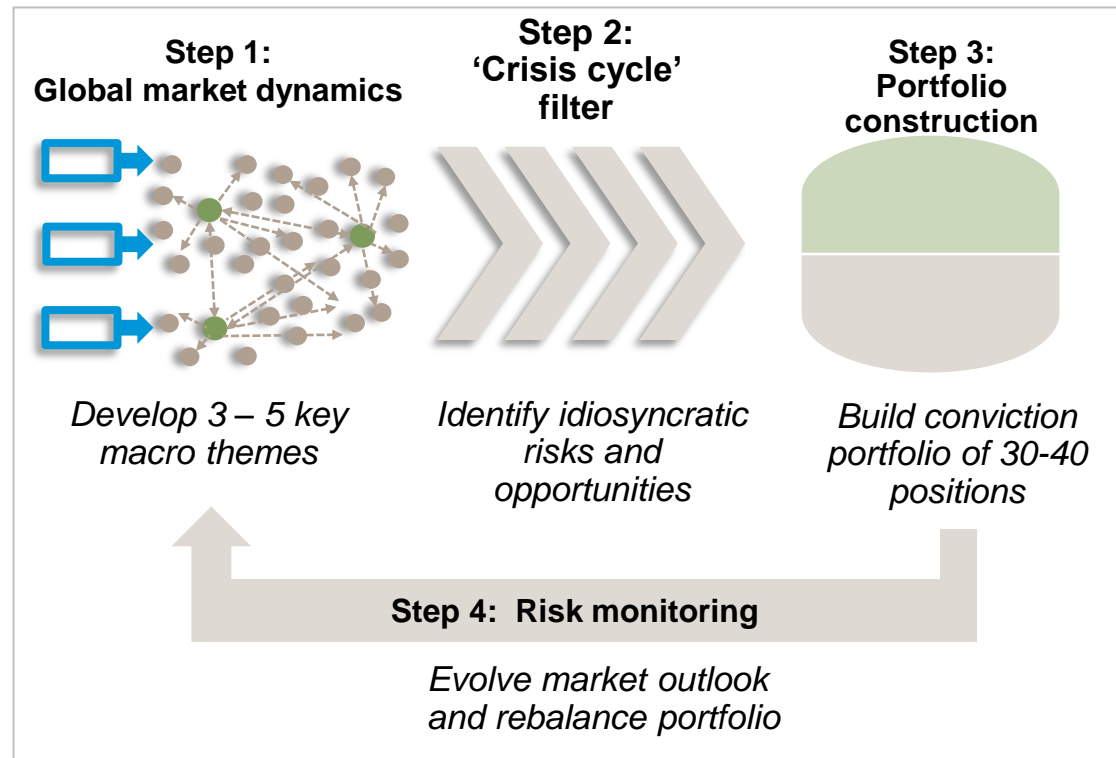 Step 1:
Global market dynamics
Step 2:
‘Crisis cycle’
filter
Step 3:
Portfolio
construction
Develop 3 – 5 key
macro themes
Identify idiosyncratic
risks and
opportunities
Build conviction
portfolio of 30-40
positions
Step 4:  Risk monitoring
Evolve market outlook
and rebalance portfolio